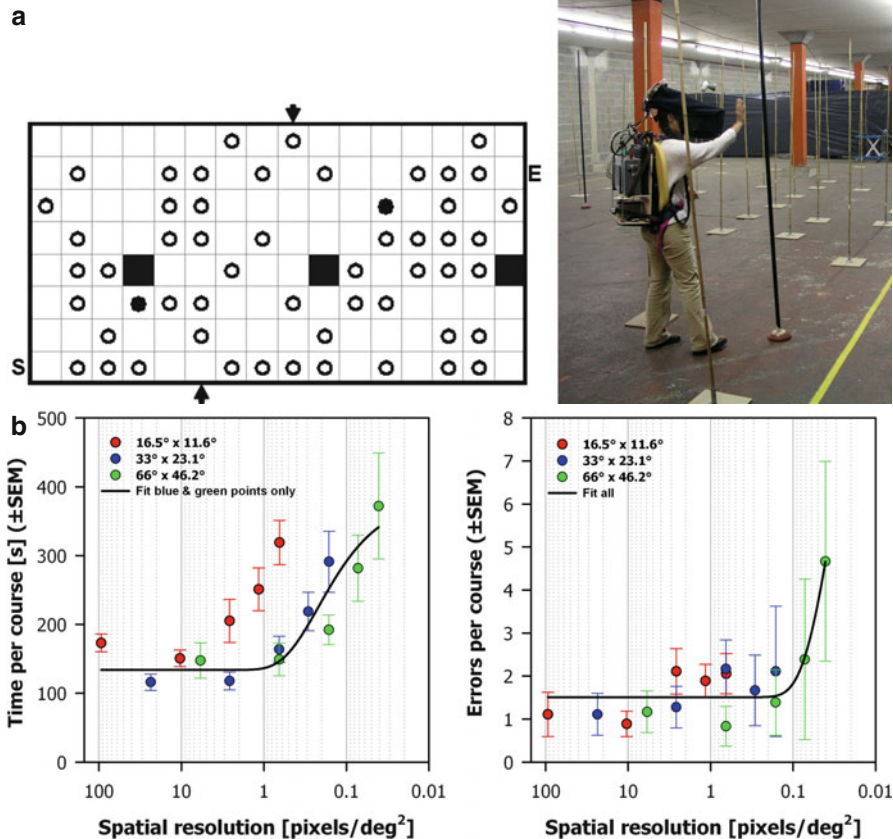 a
E
S
b
500
400
300
200
100
0
Time per course [s] (±SEM)
16.5° x 11.6°
33° x 23.1°
66° x 46.2°
Fit blue & green points only
100
10
1
0.1
0.01
Spatial resolution [pixels/deg²]
8
7
6
5
4
3
2
1
0
Errors per course (±SEM)
16.5° x 11.6°
33° x 23.1°
66° x 46.2°
Fit all
100
10
1
0.1
0.01
Spatial resolution [pixels/deg²]